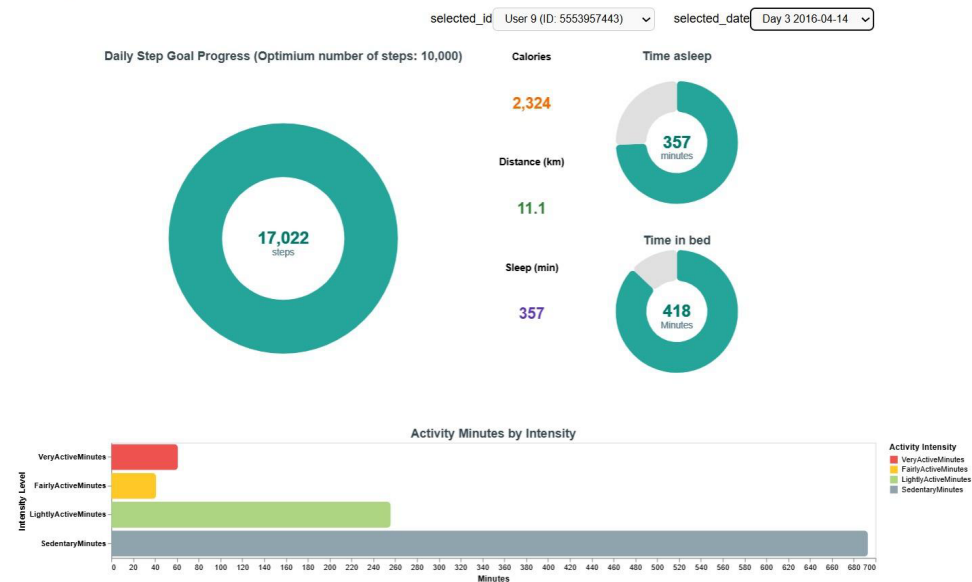 selected_id User 9 (ID: 5553957443) selected_date Day 3 2016-04-14
Daily Step Goal Progress (Optimium number of steps: 10,000)
17,022
steps
Calories
2,324
Distance (km)
11.1
Sleep (min)
357
Time asleep
357
minutes
Time in bed
418
Minutes
Activity Minutes by Intensity
Intensity Level
VeryActiveMinutes
FairlyActiveMinutes
LightlyActiveMinutes
SedentaryMinutes
0 20 40 60 80 100 120 140 160 180 200 220 240 260 280 300 320 340 360 380 400 420 440 460 480 500 520 540 560 580 600 620 640 660 680 700
Minutes
Activity Intensity
VeryActiveMinutes
FairlyActiveMinutes
LightlyActiveMinutes
SedentaryMinutes